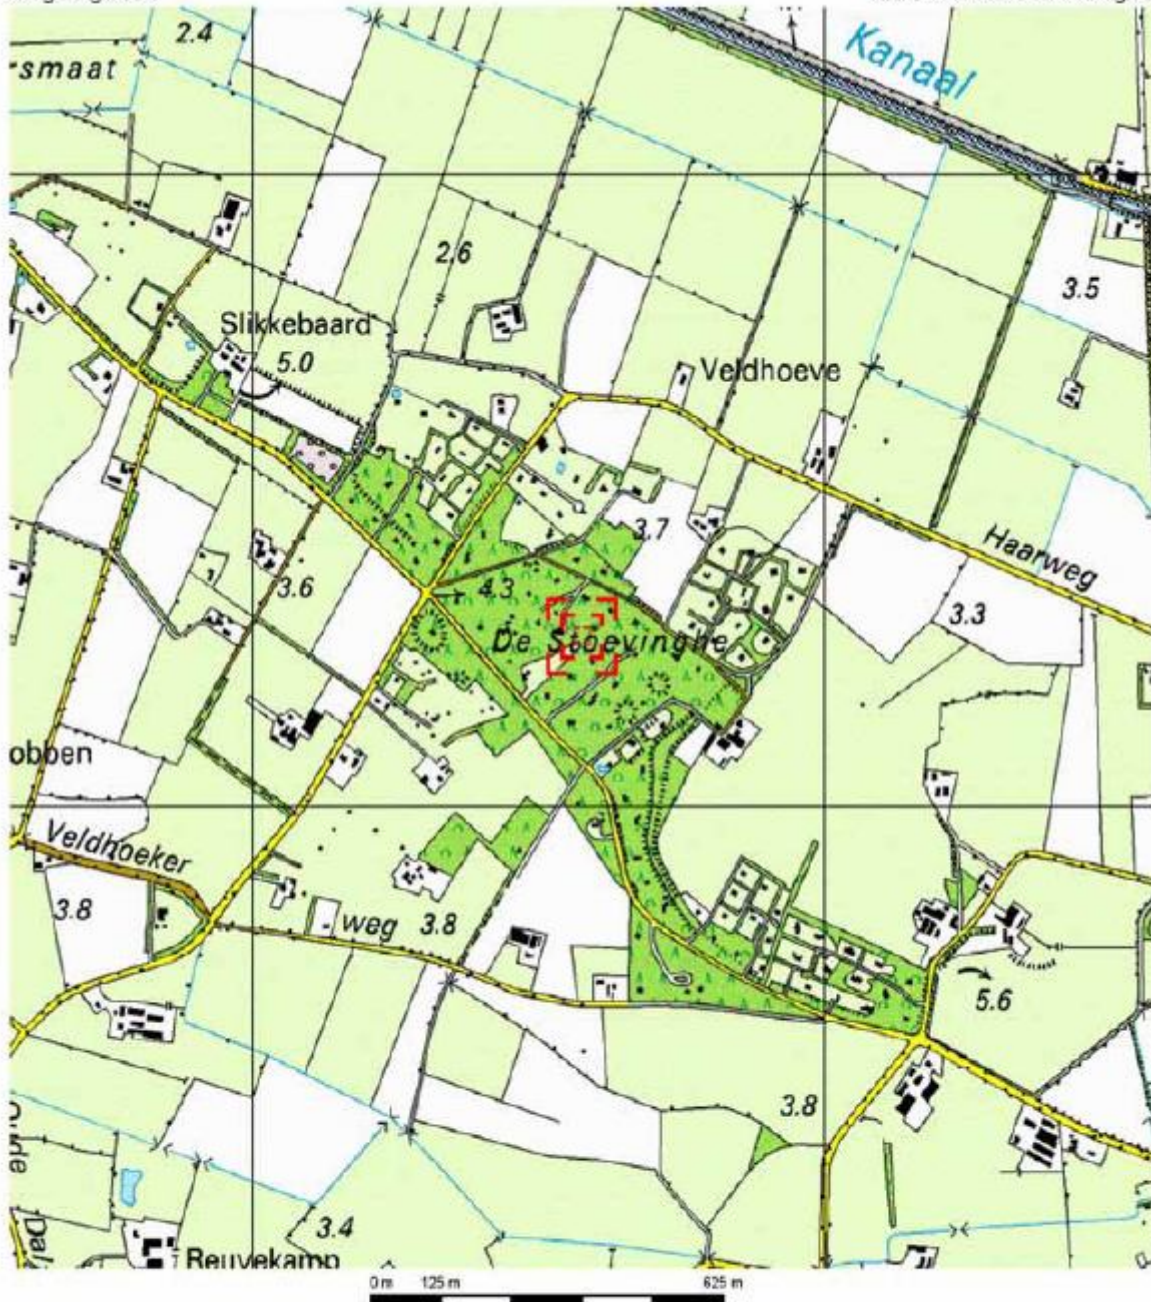 2.4
Kanaal
smaat
2.6
3.5
Slikkebaard
5.0
Veldhoeve
3.7
Haarweg
3.6
4.3
3.3
De Stoevinghe
obben
Veldhoeker
3.8
weg 3.8
5.6
3.8
3.4
Reuvekamp
0 m 125 m 625 m